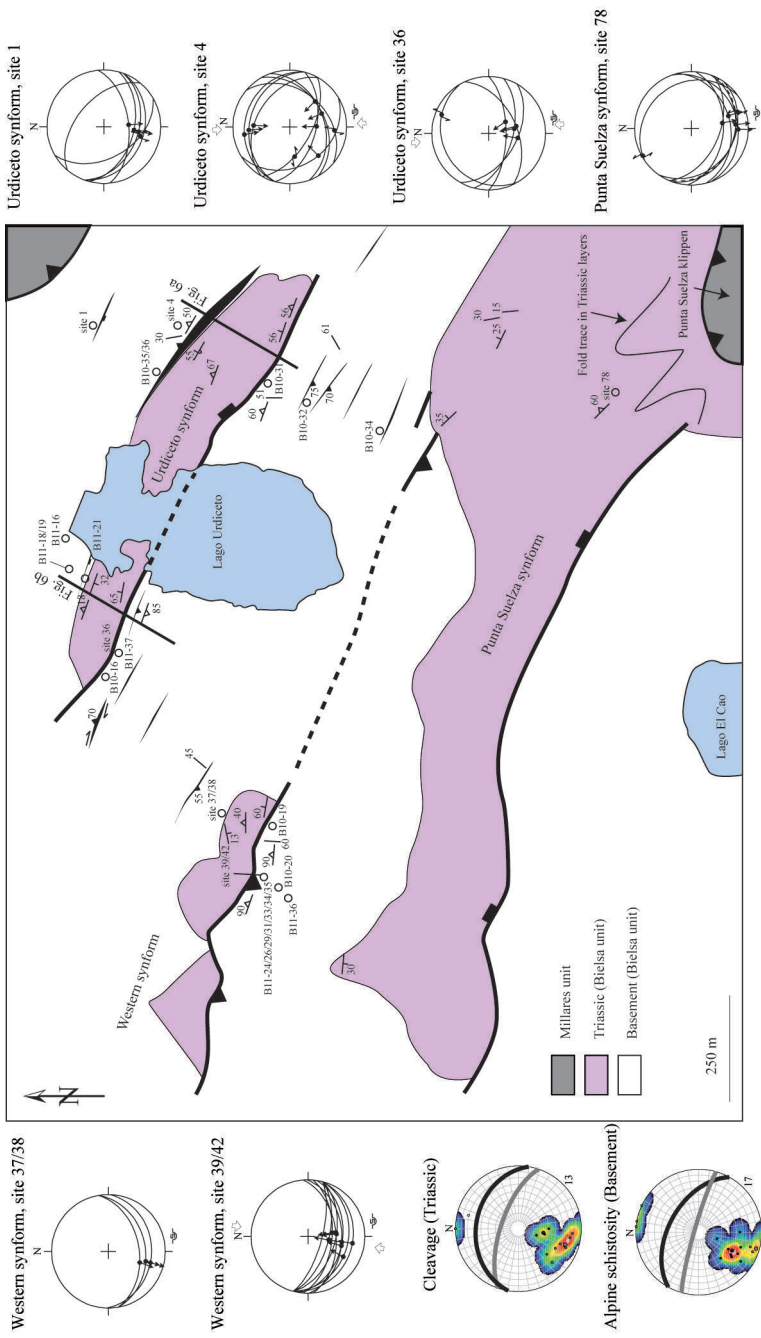 Western synform, site 37/38
N
Western synform, site 39/42
N
Cleavage (Triassic)
N
13
Alpine schistosity (Basement)
N
17
N
Western synform
site 39/42
site 37/38
55
45
13
40
60
90
90
60
B10-19
B10-20
B11-24/26/29/31/33/34/35
B11-36
30
Millares unit
Triassic (Bielsa unit)
Basement (Bielsa unit)
250 m
70
B10-16
B11-37
site 36
Fig. 6b
18
65
32
85
B11-18/19
B11-16
B11-21
Lago Urdiceto
Urdiceto synform
B10-35/36
30
site 4
50
55
67
Fig. 6a
56
56
51
60
B10-31
B10-32
75
70
61
B10-34
site 1
35
Punta Suelza synform
30
25
15
60
site 78
Fold trace in Triassic layers
Punta Suelza klippen
Lago El Cao
Urdiceto synform, site 1
N
Urdiceto synform, site 4
N
Urdiceto synform, site 36
N
Punta Suelza synform, site 78
N